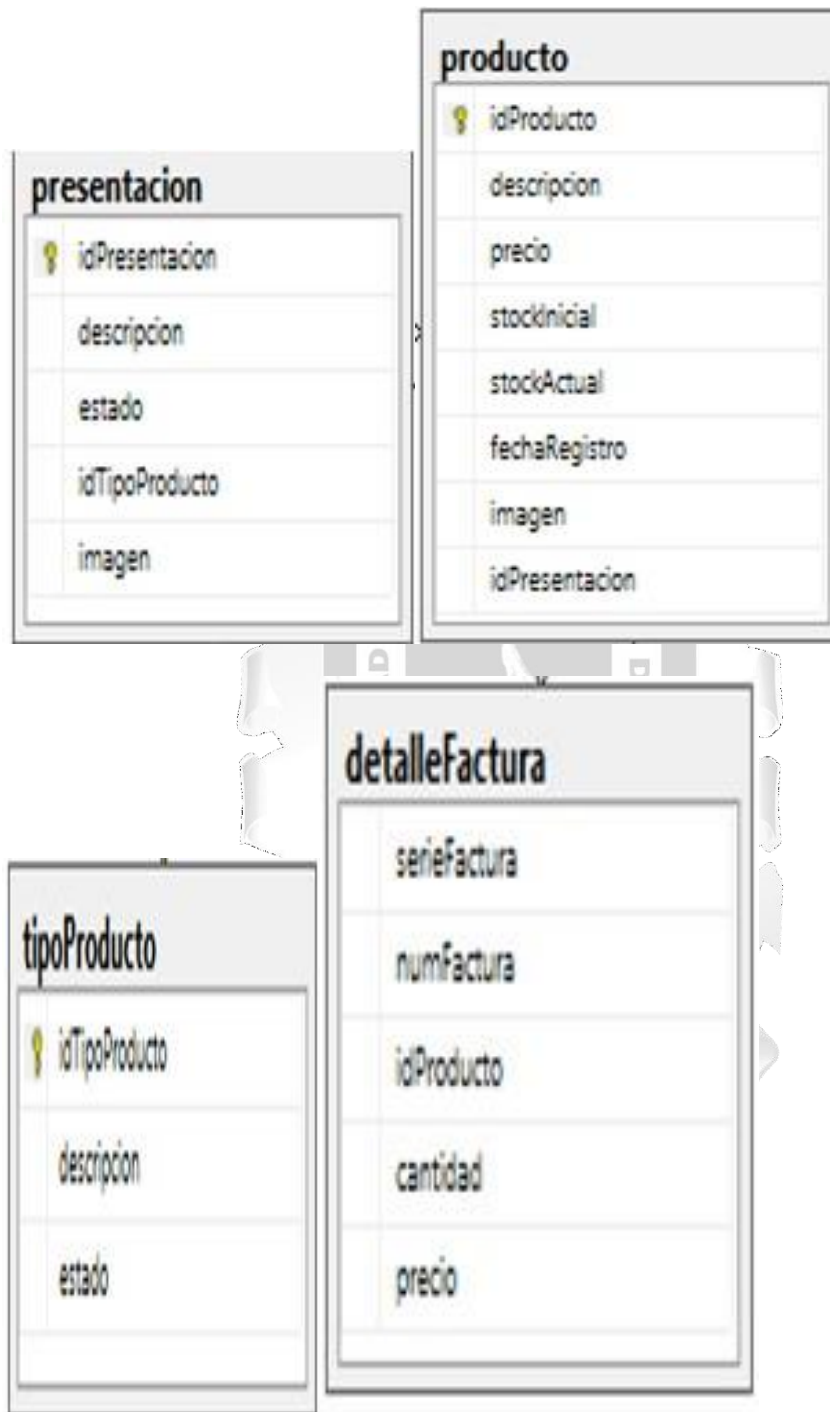 presentacion
idPresentacion
descripcion
estado
idTipoProducto
imagen
producto
idProducto
descripcion
precio
stockInicial
stockActual
fechaRegistro
imagen
idPresentacion
tipoProducto
idTipoProducto
descripcion
estado
detalleFactura
serieFactura
numFactura
idProducto
cantidad
precio